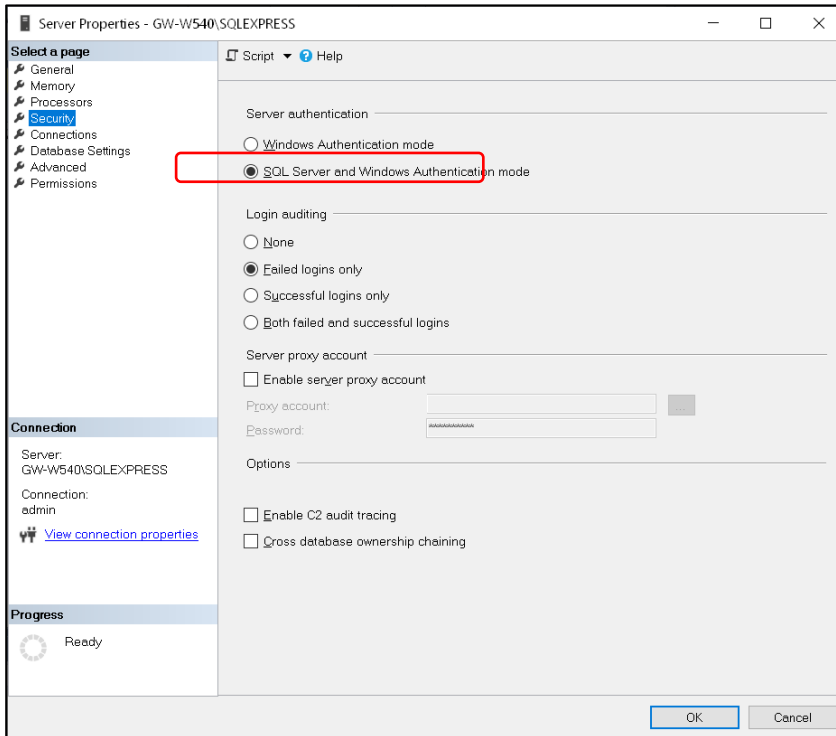 Server Properties - GW-W540\SQLEXPRESS
Select a page
General
Memory
Processors
Security
Connections
Database Settings
Advanced
Permissions
Script Help
Server authentication
Windows Authentication mode
SQL Server and Windows Authentication mode
Login auditing
None
Failed logins only
Successful logins only
Both failed and successful logins
Server proxy account
Enable server proxy account
Proxy account:
...
Password:
**********
Options
Enable C2 audit tracing
Cross database ownership chaining
Connection
Server:
GW-W540\SQLEXPRESS
Connection:
admin
View connection properties
Progress
Ready
OK Cancel